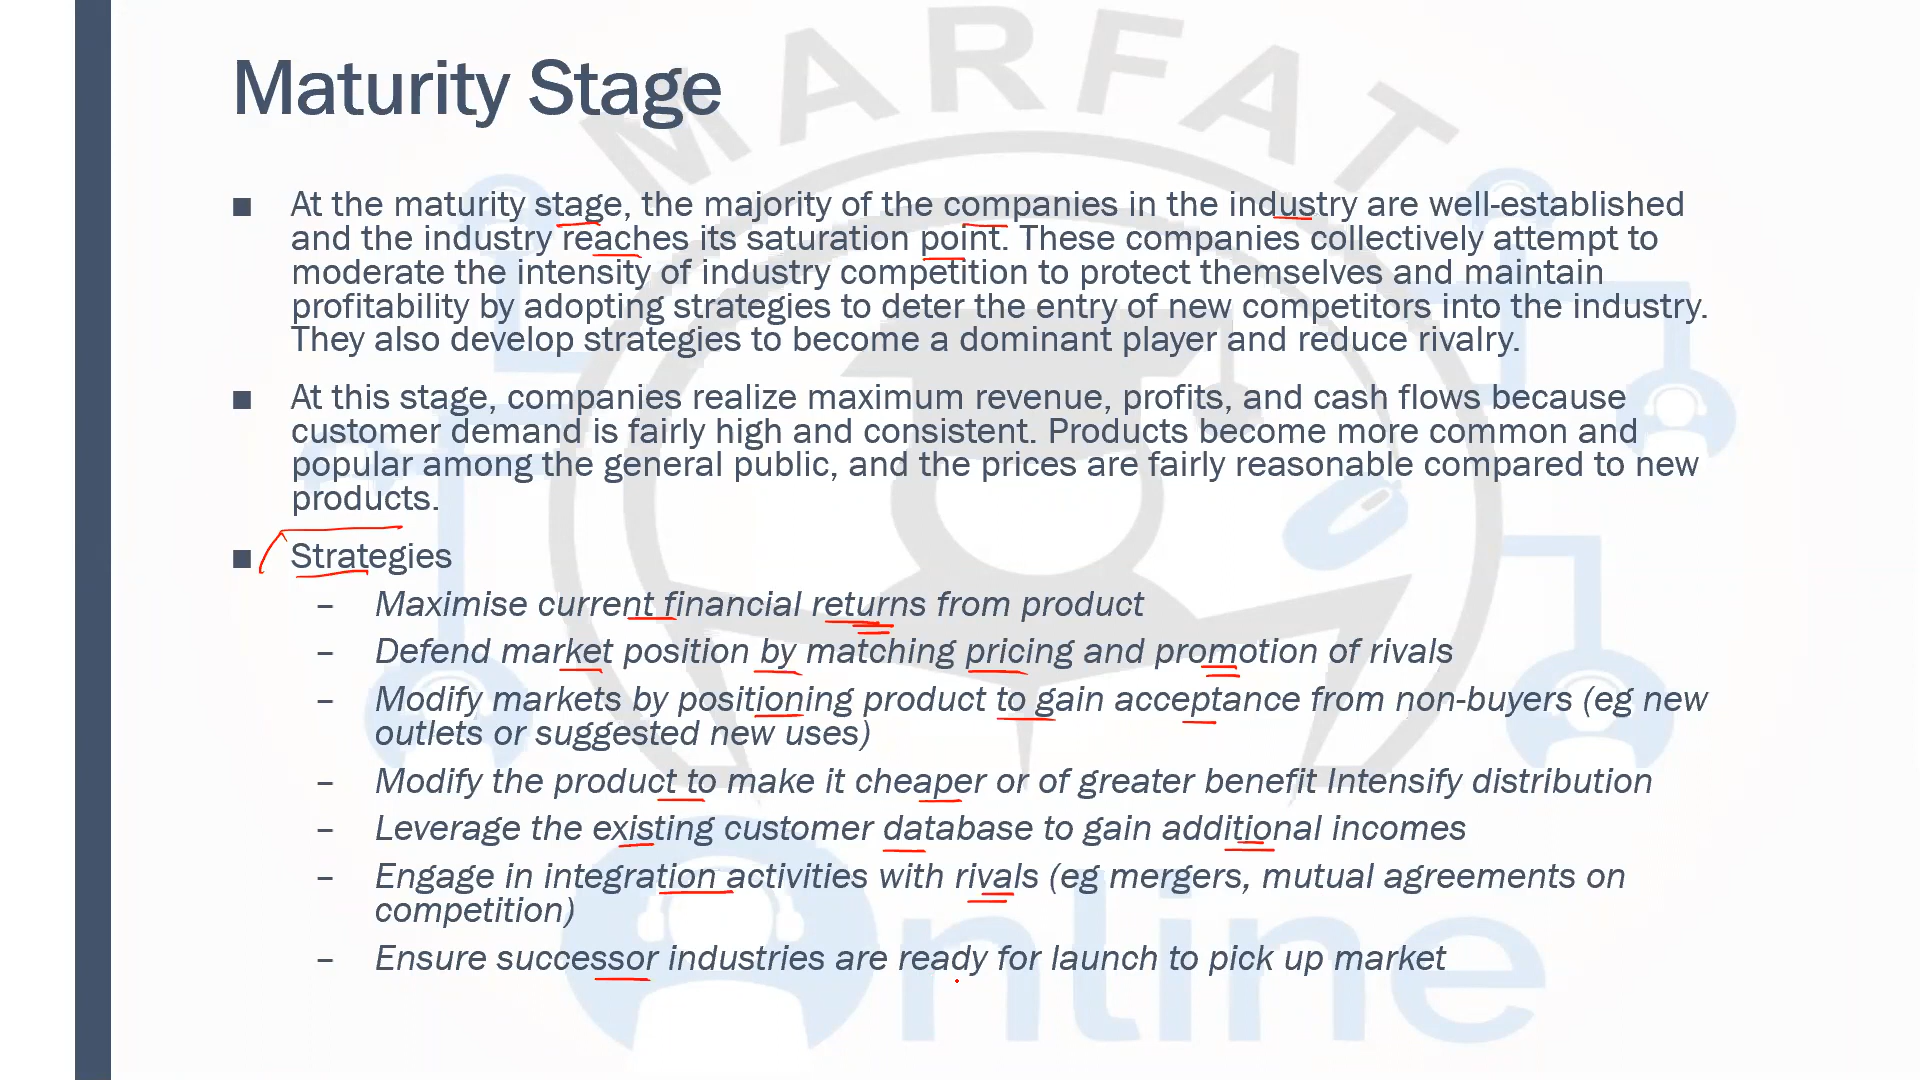 MARFAT
Maturity Stage
■ At the maturity stage, the majority of the companies in the industry are well-established
and the industry reaches its saturation point. These companies collectively attempt to
moderate the intensity of industry competition to protect themselves and maintain
profitability by adopting strategies to deter the entry of new competitors into the industry.
They also develop strategies to become a dominant player and reduce rivalry.
■ At this stage, companies realize maximum revenue, profits, and cash flows because
customer demand is fairly high and consistent. Products become more common and
popular among the general public, and the prices are fairly reasonable compared to new
products.
■ Strategies
– Maximise current financial returns from product
– Defend market position by matching pricing and promotion of rivals
– Modify markets by positioning product to gain acceptance from non-buyers (eg new
outlets or suggested new uses)
– Modify the product to make it cheaper or of greater benefit Intensify distribution
– Leverage the existing customer database to gain additional incomes
– Engage in integration activities with rivals (eg mergers, mutual agreements on
competition)
– Ensure successor industries are ready for launch to pick up market
nline